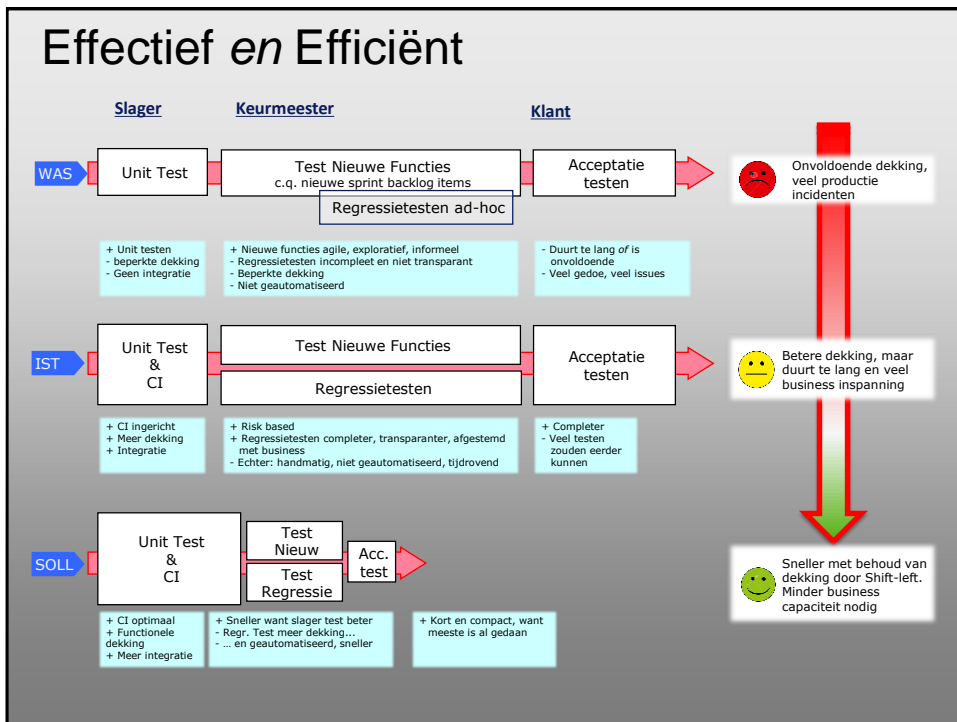 Effectief en Efficiënt
Slager
Keurmeester
Klant
WAS
Unit Test
Test Nieuwe Functies
c.q. nieuwe sprint backlog items
Regressietesten ad-hoc
Acceptatie
testen
Onvoldoende dekking,
veel productie
incidenten
+ Unit testen
- beperkte dekking
- Geen integratie
+ Nieuwe functies agile, exploratief, informeel
- Regressietesten incompleet en niet transparant
- Beperkte dekking
- Niet geautomatiseerd
- Duurt te lang of is
onvoldoende
- Veel gedoe, veel issues
IST
Unit Test
&
CI
Test Nieuwe Functies
Regressietesten
Acceptatie
testen
Betere dekking, maar
duurt te lang en veel
business inspanning
+ CI ingericht
+ Meer dekking
+ Integratie
+ Risk based
+ Regressietesten completer, transparanter, afgestemd
met business
- Echter: handmatig, niet geautomatiseerd, tijdrovend
+ Completer
- Veel testen
zouden eerder
kunnen
SOLL
Unit Test
&
CI
Test
Nieuw
Test
Regressie
Acc.
test
Sneller met behoud van
dekking door Shift-left.
Minder business
capaciteit nodig
+ CI optimaal
+ Functionele
dekking
+ Meer integratie
+ Sneller want slager test beter
- Regr. Test meer dekking...
- ... en geautomatiseerd, sneller
+ Kort en compact, want
meeste is al gedaan